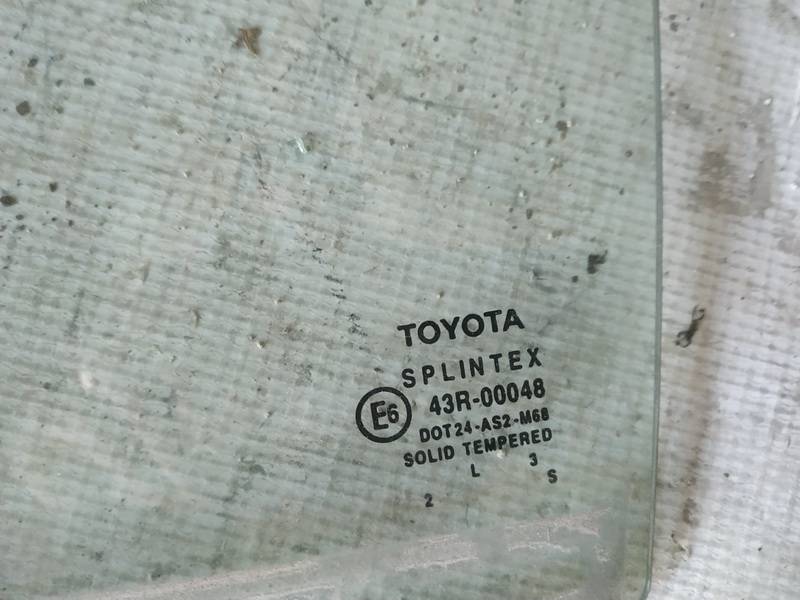 TOYOTA
SPLINTEX
E6 43R-00048
DOT24-AS2-M68
SOLID TEMPERED
L 3
2 S